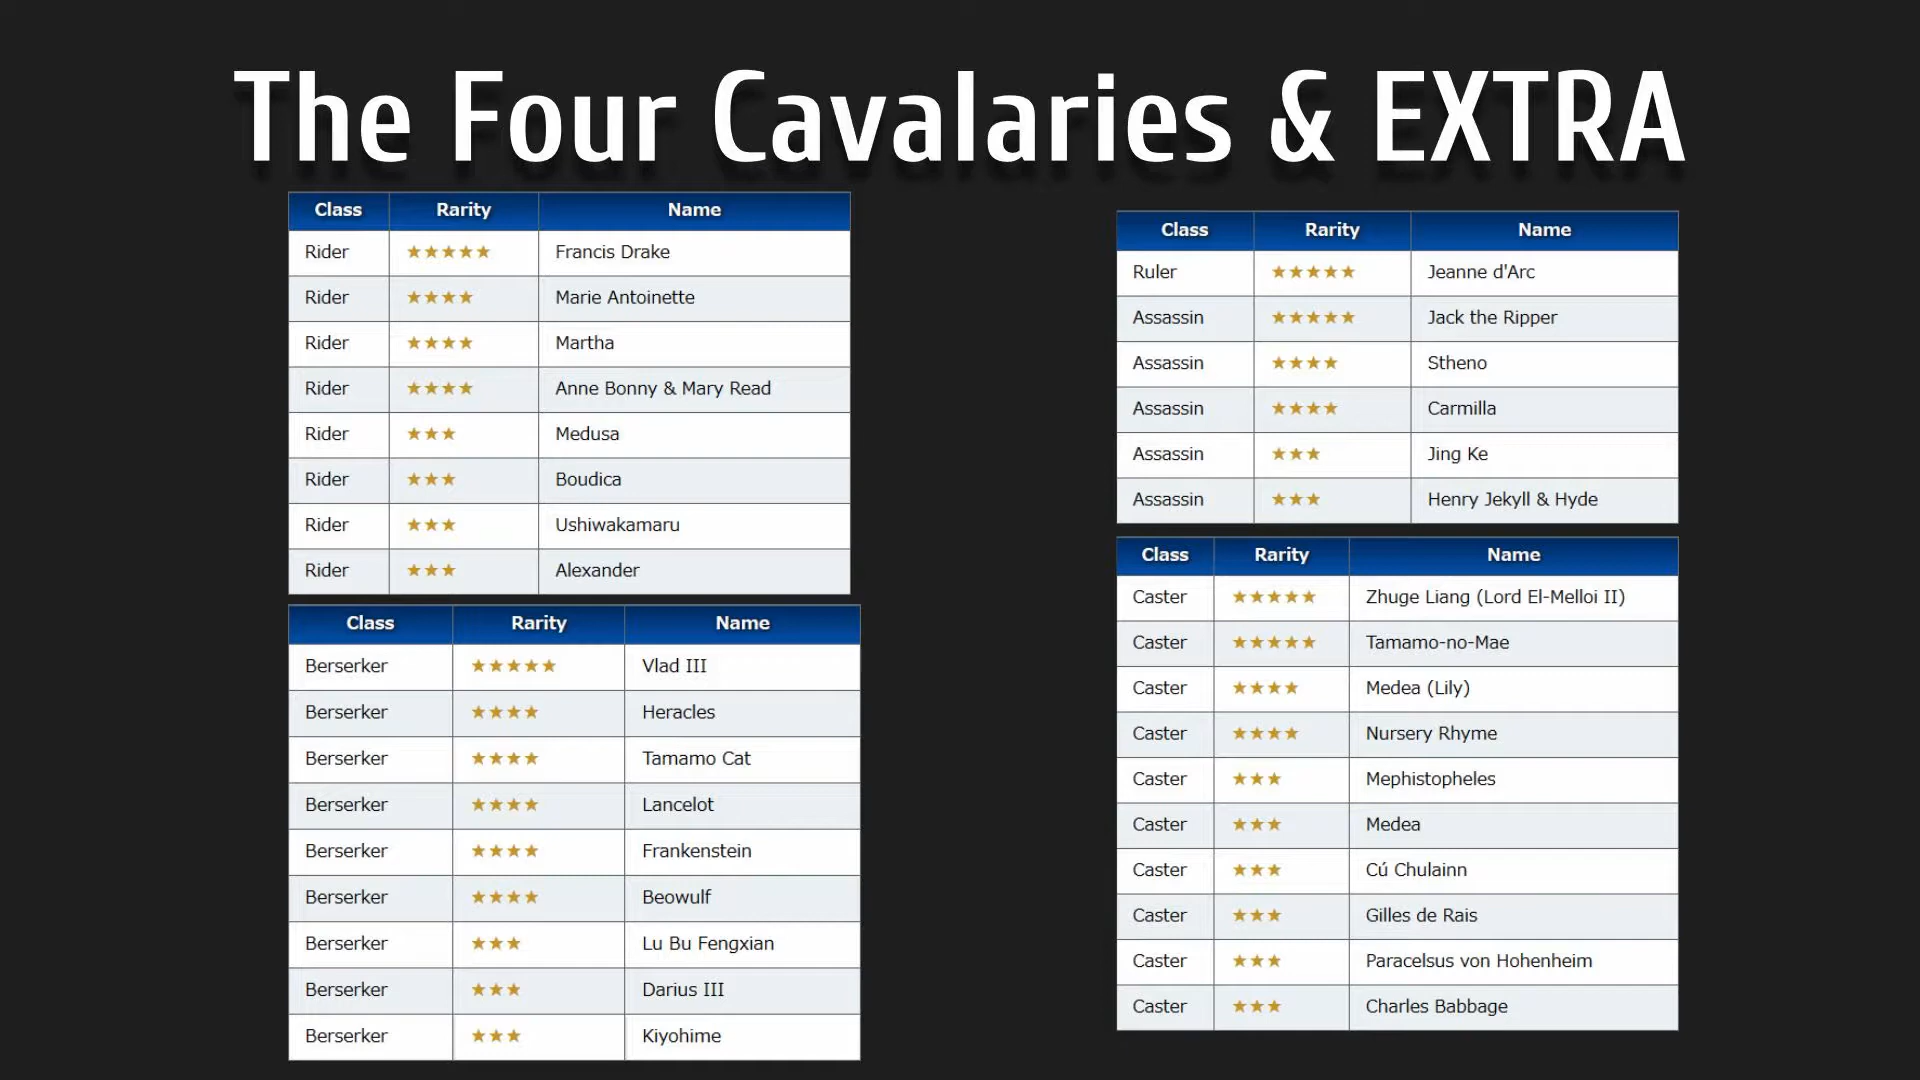 The Four Cavalaries & EXTRA
Class Rarity Name
Rider ★★★★★ Francis Drake
Rider ★★★★ Marie Antoinette
Rider ★★★★ Martha
Rider ★★★★ Anne Bonny & Mary Read
Rider ★★★ Medusa
Rider ★★★ Boudica
Rider ★★★ Ushiwakamaru
Rider ★★★ Alexander
Class Rarity Name
Berserker ★★★★★ Vlad III
Berserker ★★★★ Heracles
Berserker ★★★★ Tamamo Cat
Berserker ★★★★ Lancelot
Berserker ★★★★ Frankenstein
Berserker ★★★★ Beowulf
Berserker ★★★ Lu Bu Fengxian
Berserker ★★★ Darius III
Berserker ★★★ Kiyohime
Class Rarity Name
Ruler ★★★★★ Jeanne d'Arc
Assassin ★★★★★ Jack the Ripper
Assassin ★★★★ Stheno
Assassin ★★★★ Carmilla
Assassin ★★★ Jing Ke
Assassin ★★★ Henry Jekyll & Hyde
Class Rarity Name
Caster ★★★★★ Zhuge Liang (Lord El-Melloi II)
Caster ★★★★★ Tamamo-no-Mae
Caster ★★★★ Medea (Lily)
Caster ★★★★ Nursery Rhyme
Caster ★★★ Mephistopheles
Caster ★★★ Medea
Caster ★★★ Cú Chulainn
Caster ★★★ Gilles de Rais
Caster ★★★ Paracelsus von Hohenheim
Caster ★★★ Charles Babbage